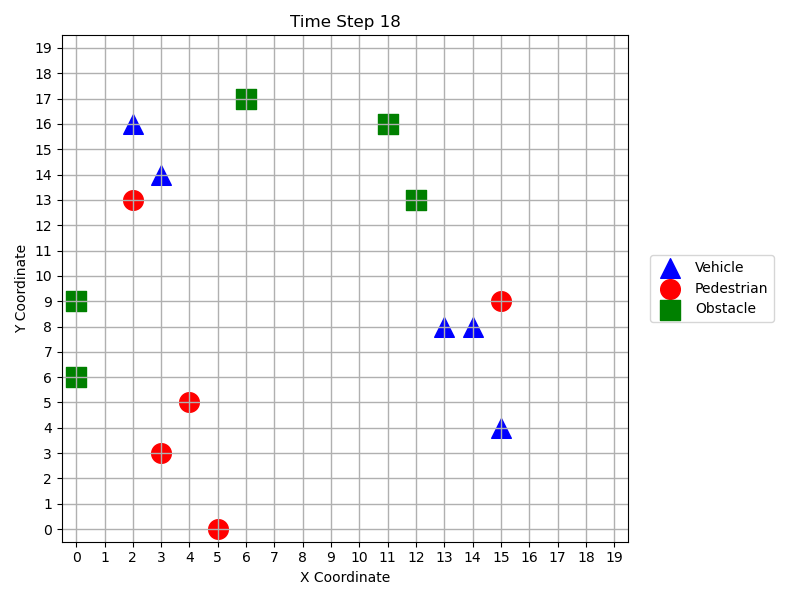 Time Step 18
19
18
17
16
15
14
13
12
11
10
9
8
7
6
5
4
3
2
1
0
Y Coordinate
0 1 2 3 4 5 6 7 8 9 10 11 12 13 14 15 16 17 18 19
X Coordinate
Vehicle
Pedestrian
Obstacle